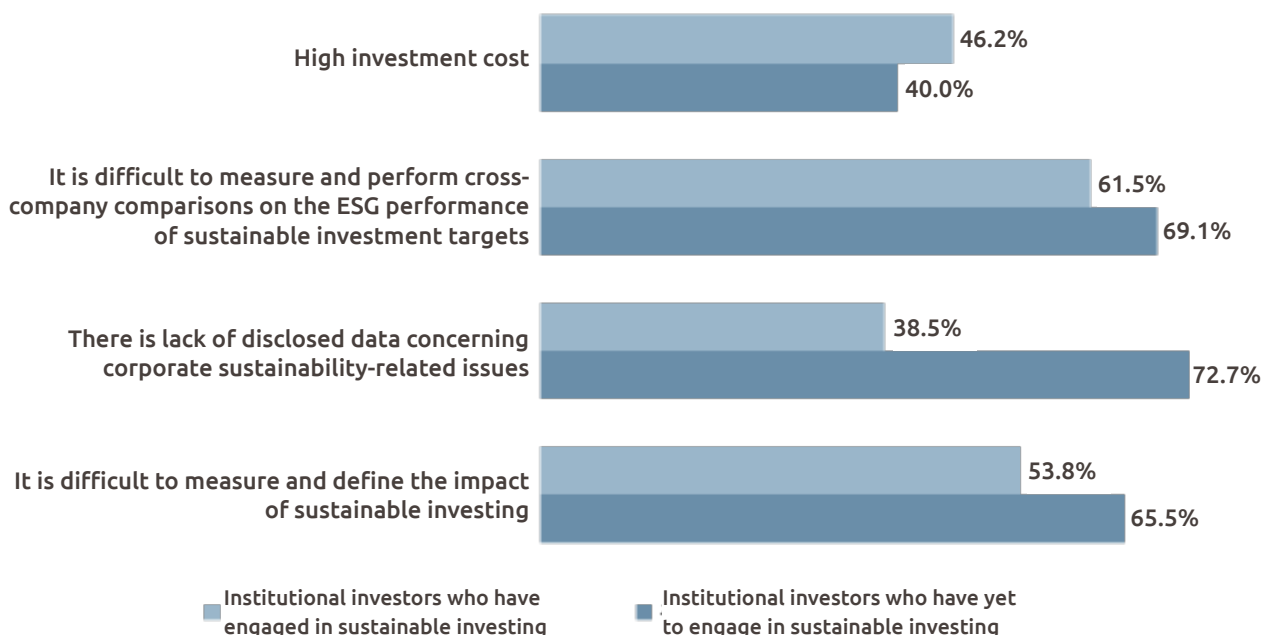 High investment cost
46.2%
40.0%
It is difficult to measure and perform cross-
company comparisons on the ESG performance
of sustainable investment targets
61.5%
69.1%
There is lack of disclosed data concerning
corporate sustainability-related issues
38.5%
72.7%
It is difficult to measure and define the impact
of sustainable investing
53.8%
65.5%
Institutional investors who have
engaged in sustainable investing
Institutional investors who have yet
to engage in sustainable investing